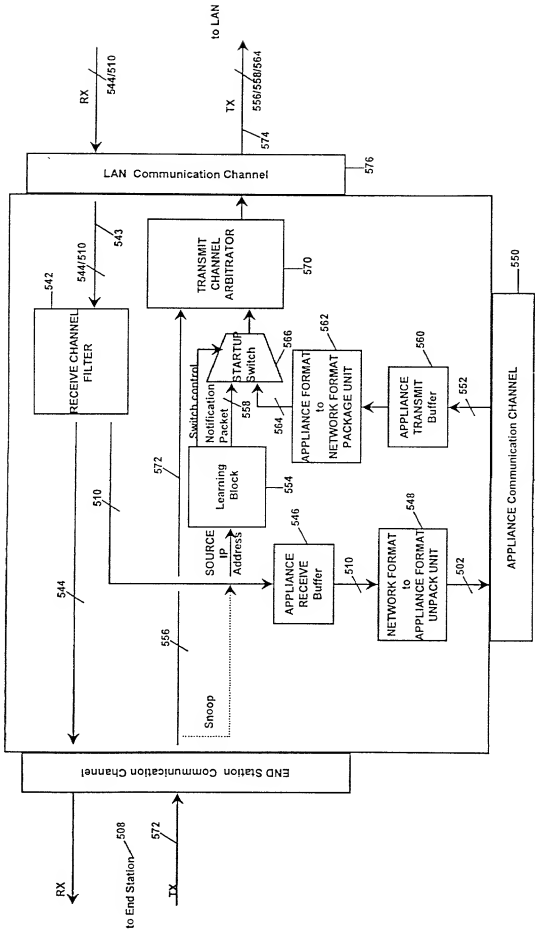 RX
544/510
TX
556/558/564
574
to LAN
LAN Communication Channel
576
543
544/510
542
RECEIVE CHANNEL
FILTER
TRANSMIT
CHANNEL
ARBITRATOR
570
572
Switch control
Notification
Packet
558
STARTUP
Switch
566
564
APPLIANCE FORMAT
to
NETWORK FORMAT
PACKAGE UNIT
562
APPLIANCE
TRANSMIT
Buffer
560
552
APPLIANCE Communication CHANNEL
550
544
510
SOURCE
IP
Address
Learning
Block
554
APPLIANCE
RECEIVE
Buffer
546
510
NETWORK FORMAT
to
APPLIANCE FORMAT
UNPACK UNIT
548
502
556
Snoop
END Station Communication Channel
RX
to End Station
508
572
TX